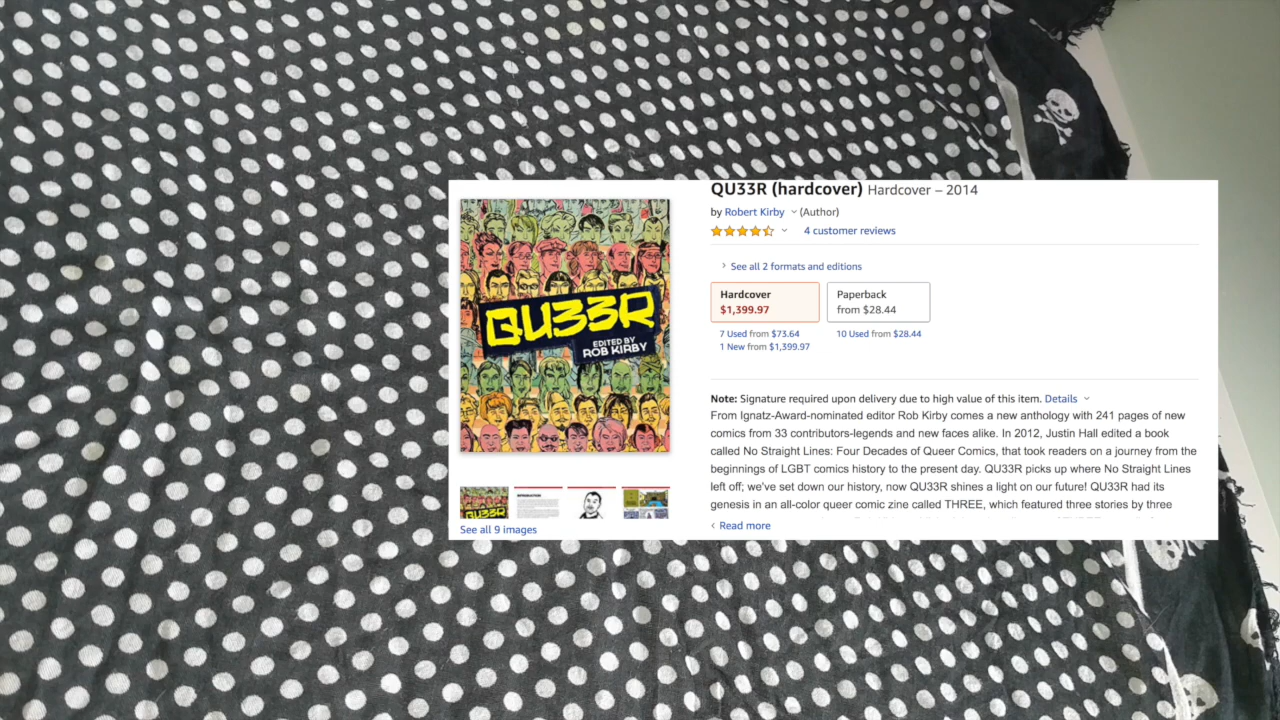 QU33R (hardcover) Hardcover – 2014
by Robert Kirby (Author)
4 customer reviews
See all 2 formats and editions
Hardcover
$1,399.97
Paperback
from $28.44
7 Used from $73.64
1 New from $1,399.97
10 Used from $28.44
QU33R
EDITED BY
ROB KIRBY
Note: Signature required upon delivery due to high value of this item. Details
From Ignatz-Award-nominated editor Rob Kirby comes a new anthology with 241 pages of new
comics from 33 contributors-legends and new faces alike. In 2012, Justin Hall edited a book
called No Straight Lines: Four Decades of Queer Comics, that took readers on a journey from the
beginnings of LGBT comics history to the present day. QU33R picks up where No Straight Lines
left off; we've set down our history, now QU33R shines a light on our future! QU33R had its
genesis in an all-color queer comic zine called THREE, which featured three stories by three
Read more
QU33R
INTRODUCTION
See all 9 images